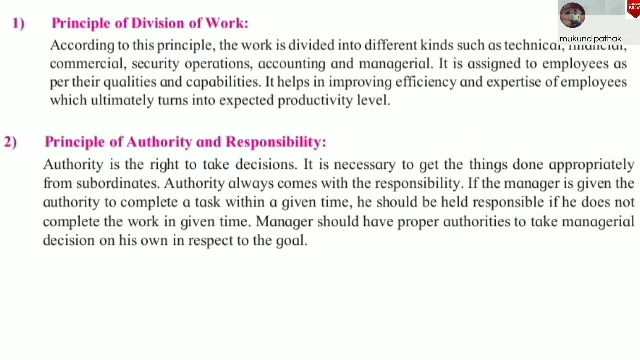 mukund pathak
1) Principle of Division of Work:
According to this principle, the work is divided into different kinds such as technical, financial,
commercial, security operations, accounting and managerial. It is assigned to employees as
per their qualities and capabilities. It helps in improving efficiency and expertise of employees
which ultimately turns into expected productivity level.
2) Principle of Authority and Responsibility:
Authority is the right to take decisions. It is necessary to get the things done appropriately
from subordinates. Authority always comes with the responsibility. If the manager is given the
authority to complete a task within a given time, he should be held responsible if he does not
complete the work in given time. Manager should have proper authorities to take managerial
decision on his own in respect to the goal.